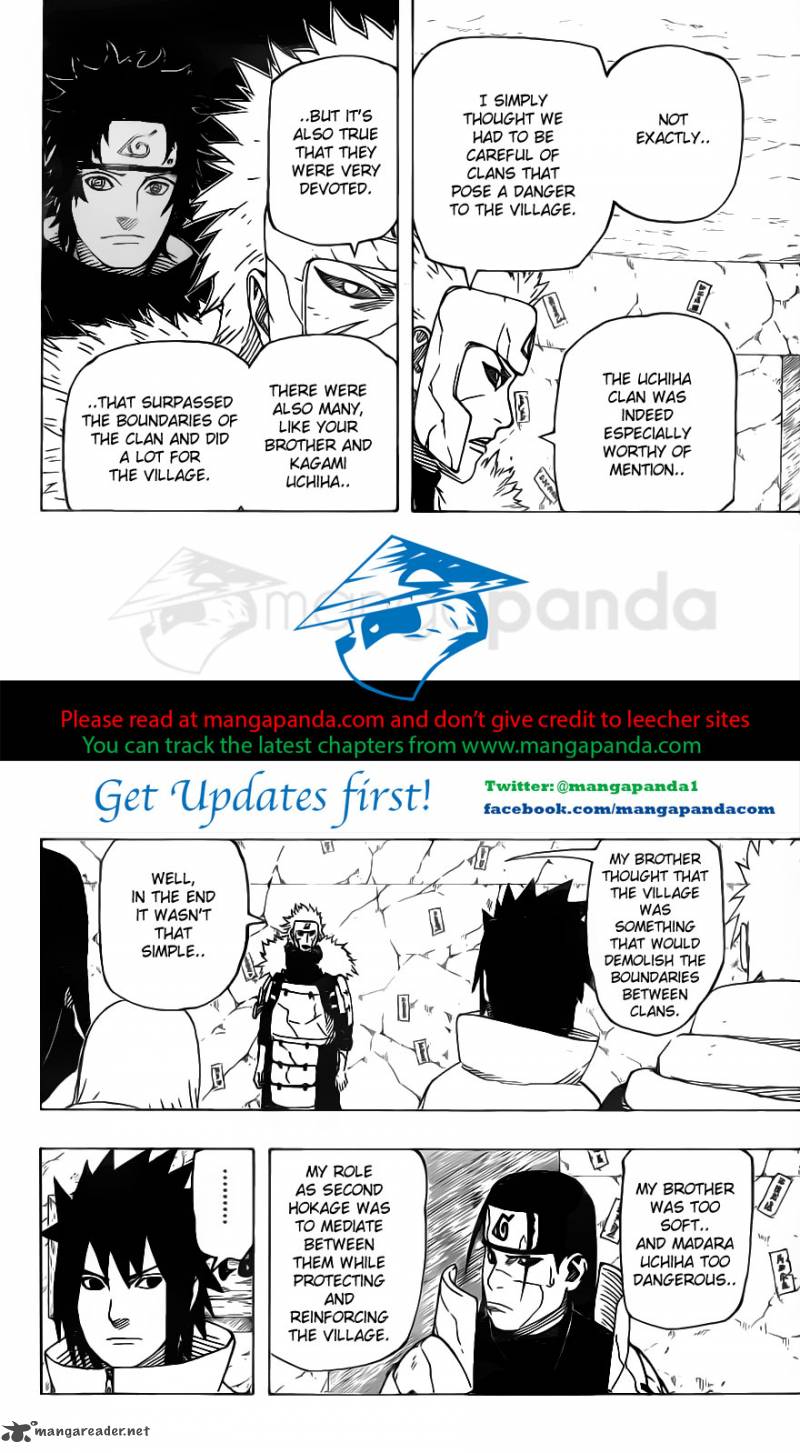 NOT
EXACTLY..
I SIMPLY
THOUGHT WE
HAD TO BE
CAREFUL OF
CLANS THAT
POSE A DANGER
TO THE VILLAGE.
THE UCHIHA
CLAN WAS
INDEED
ESPECIALLY
WORTHY OF
MENTION..
..BUT IT'S
ALSO TRUE
THAT THEY
WERE VERY
DEVOTED.
THERE WERE
ALSO MANY,
LIKE YOUR
BROTHER AND
KAGAMI
UCHIHA..
..THAT SURPASSED
THE BOUNDARIES OF
THE CLAN AND DID
A LOT FOR
THE VILLAGE.
mangapanda
Please read at mangapanda.com and don't give credit to leecher sites
You can track the latest chapters from www.mangapanda.com
Get Updates first!
Twitter: @mangapanda1
facebook.com/mangapandacom
MY BROTHER
THOUGHT THAT
THE VILLAGE
WAS
SOMETHING
THAT WOULD
DEMOLISH THE
BOUNDARIES
BETWEEN
CLANS.
WELL,
IN THE END
IT WASN'T
THAT
SIMPLE..
MY BROTHER
WAS TOO
SOFT..
AND MADARA
UCHIHA TOO
DANGEROUS..
MY ROLE
AS SECOND
HOKAGE WAS
TO MEDIATE
BETWEEN
THEM WHILE
PROTECTING
AND
REINFORCING
THE VILLAGE.
.........
mangareader.net